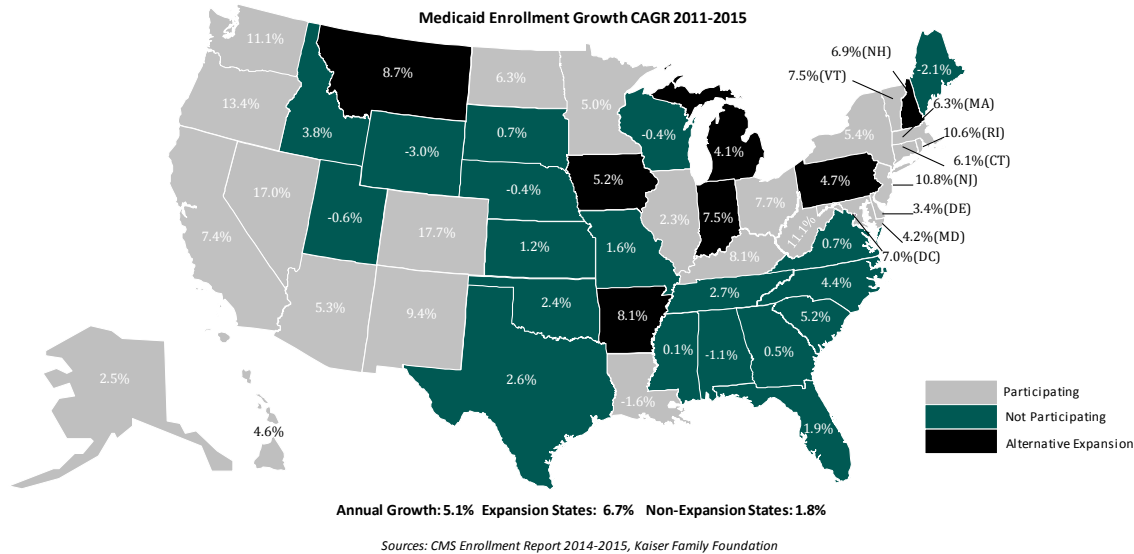 Medicaid Enrollment Growth CAGR 2011-2015
11.1%
8.7%
6.3%
5.0%
6.9%(NH)
7.5%(VT)
-2.1%
6.3%(MA)
10.6%(RI)
6.1%(CT)
10.8%(NJ)
3.4%(DE)
4.2%(MD)
7.0%(DC)
13.4%
3.8%
-3.0%
0.7%
-0.4%
4.1%
5.4%
4.7%
17.0%
7.4%
-0.6%
17.7%
-0.4%
5.2%
2.3%
7.5%
7.7%
11.1%
0.7%
1.2%
1.6%
8.1%
5.3%
9.4%
2.4%
8.1%
2.7%
4.4%
5.2%
2.6%
-1.6%
0.1%
-1.1%
0.5%
1.9%
2.5%
4.6%
Participating
Not Participating
Alternative Expansion
Annual Growth: 5.1% Expansion States: 6.7% Non-Expansion States: 1.8%
Sources: CMS Enrollment Report 2014-2015, Kaiser Family Foundation